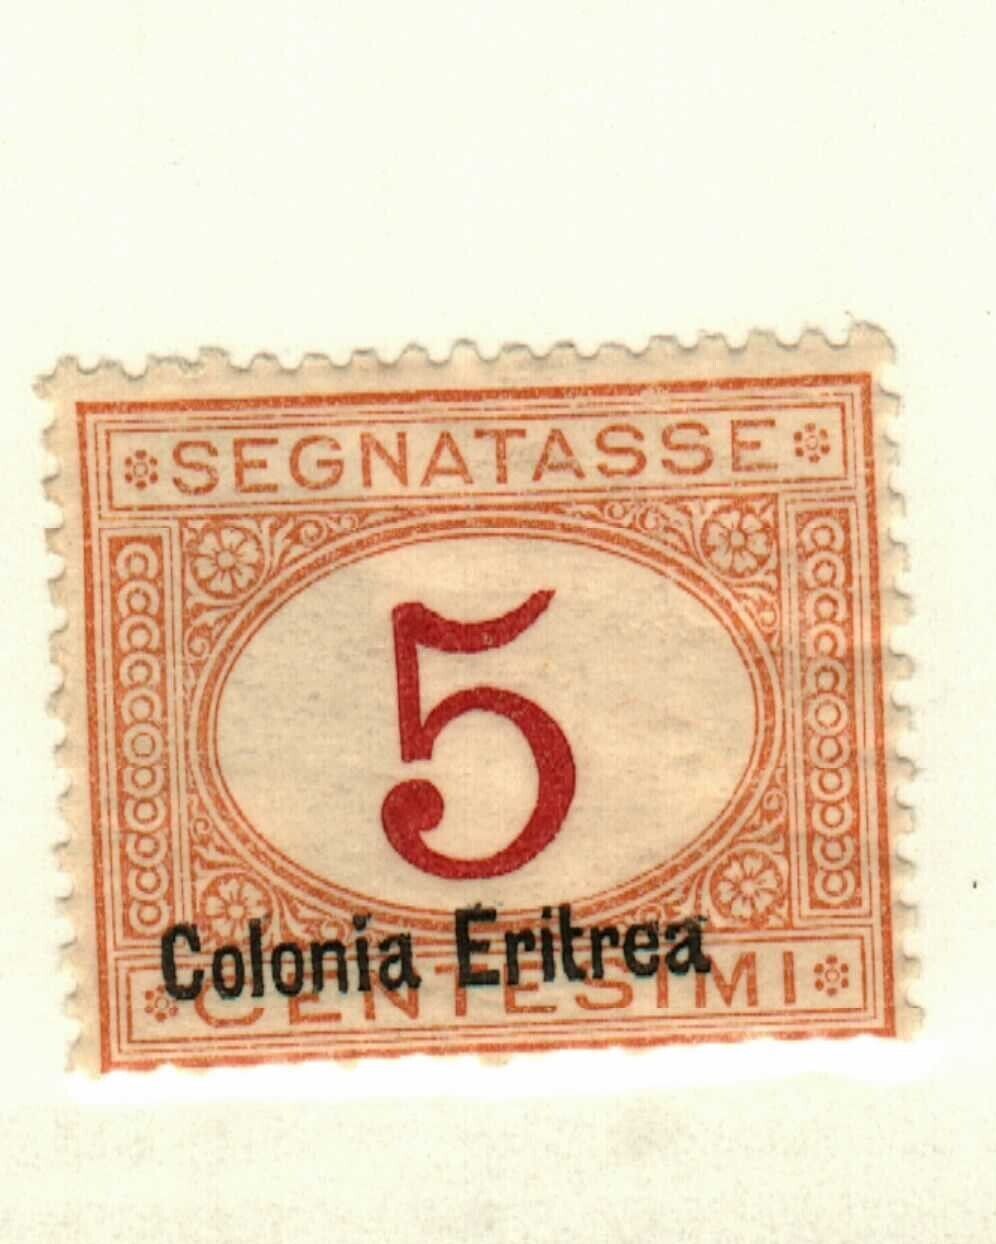 SEGNATASSE
5
Colonia Eritrea
CENTESIMI